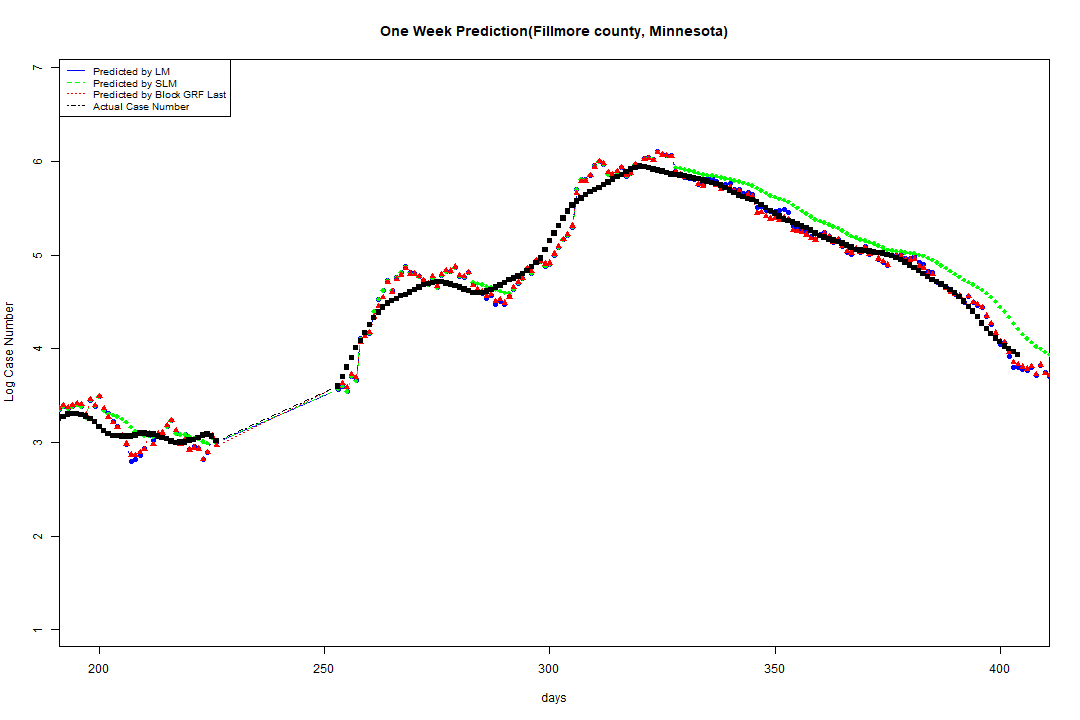 One Week Prediction(Fillmore county, Minnesota)
Predicted by LM
Predicted by SLM
Predicted by Block GRF Last
Actual Case Number
7
6
5
4
3
2
1
Log Case Number
200 250 300 350 400
days